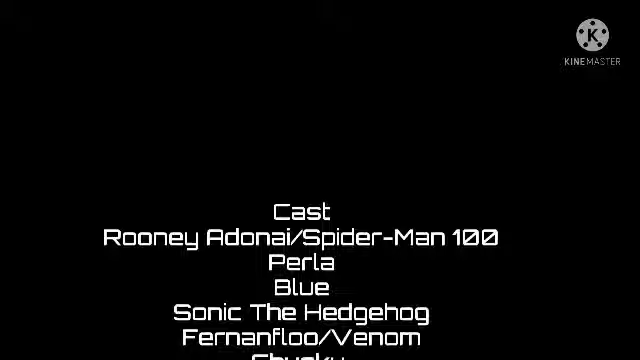 KINEMASTER
Cast
Rooney Adonai/Spider-Man 100
Perla
Blue
Sonic The Hedgehog
Fernanfloo/Venom